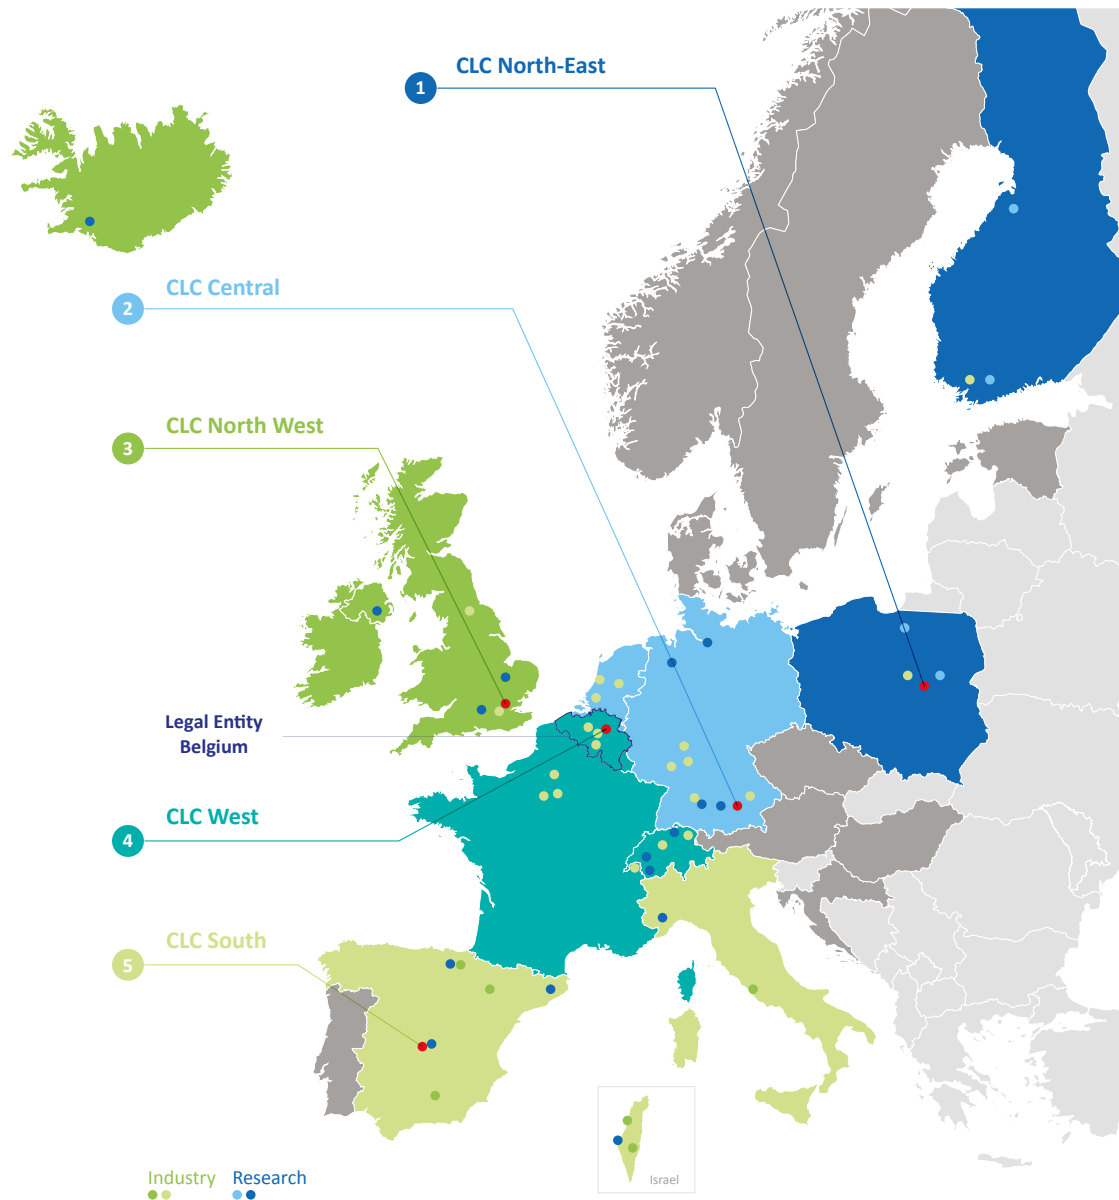 CLC North-East
1
CLC Central
2
CLC North West
3
Legal Entity
Belgium
CLC West
4
CLC South
5
Israel
Industry Research